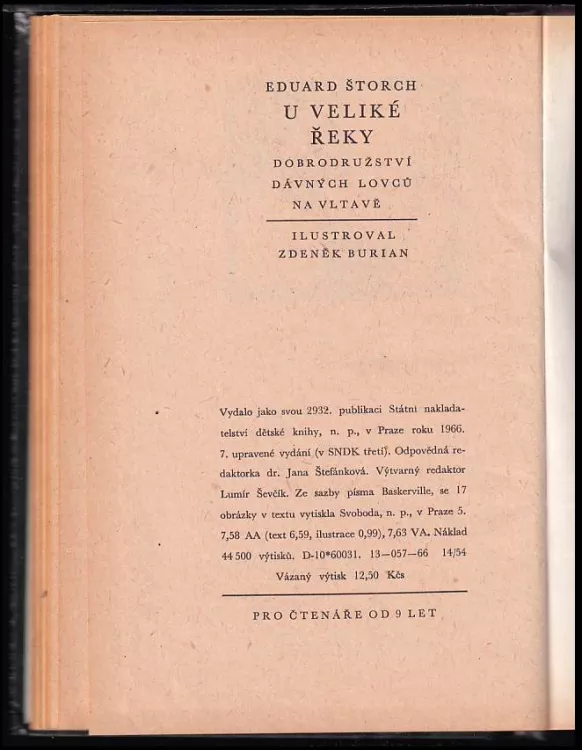 EDUARD ŠTORCH
U VELIKÉ
ŘEKY
DOBRODRUŽSTVÍ
DÁVNÝCH LOVCŮ
NA VLTAVĚ
ILUSTROVAL
ZDENĚK BURIAN
Vydalo jako svou 2932. publikaci Státní naklada-
telství dětské knihy, n. p., v Praze roku 1966.
7. upravené vydání (v SNDK třetí). Odpovědná re-
daktorka dr. Jana Štefánková. Výtvarný redaktor
Lumír Ševčík. Ze sazby písma Baskerville, se 17
obrázky v textu vytiskla Svoboda, n. p., v Praze 5.
7,58 AA (text 6,59, ilustrace 0,99), 7,63 VA. Náklad
44 500 výtisků. D-10*60031. 13—057—66 14/54
Vázaný výtisk 12,50 Kčs
PRO ČTENÁŘE OD 9 LET